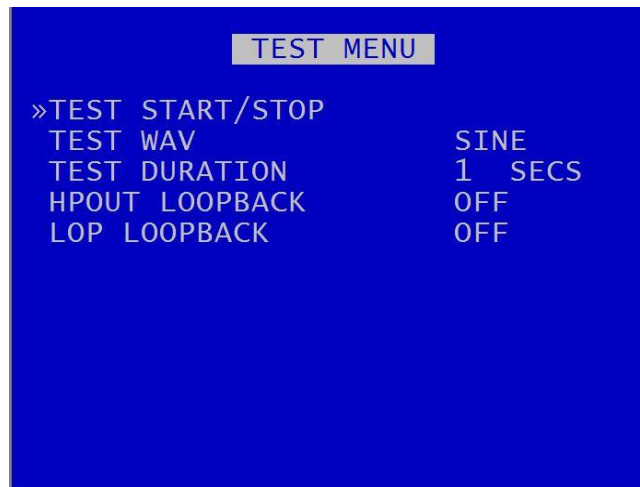 TEST MENU
»TEST START/STOP
TEST WAV SINE
TEST DURATION 1 SECS
HPOUT LOOPBACK OFF
LOP LOOPBACK OFF